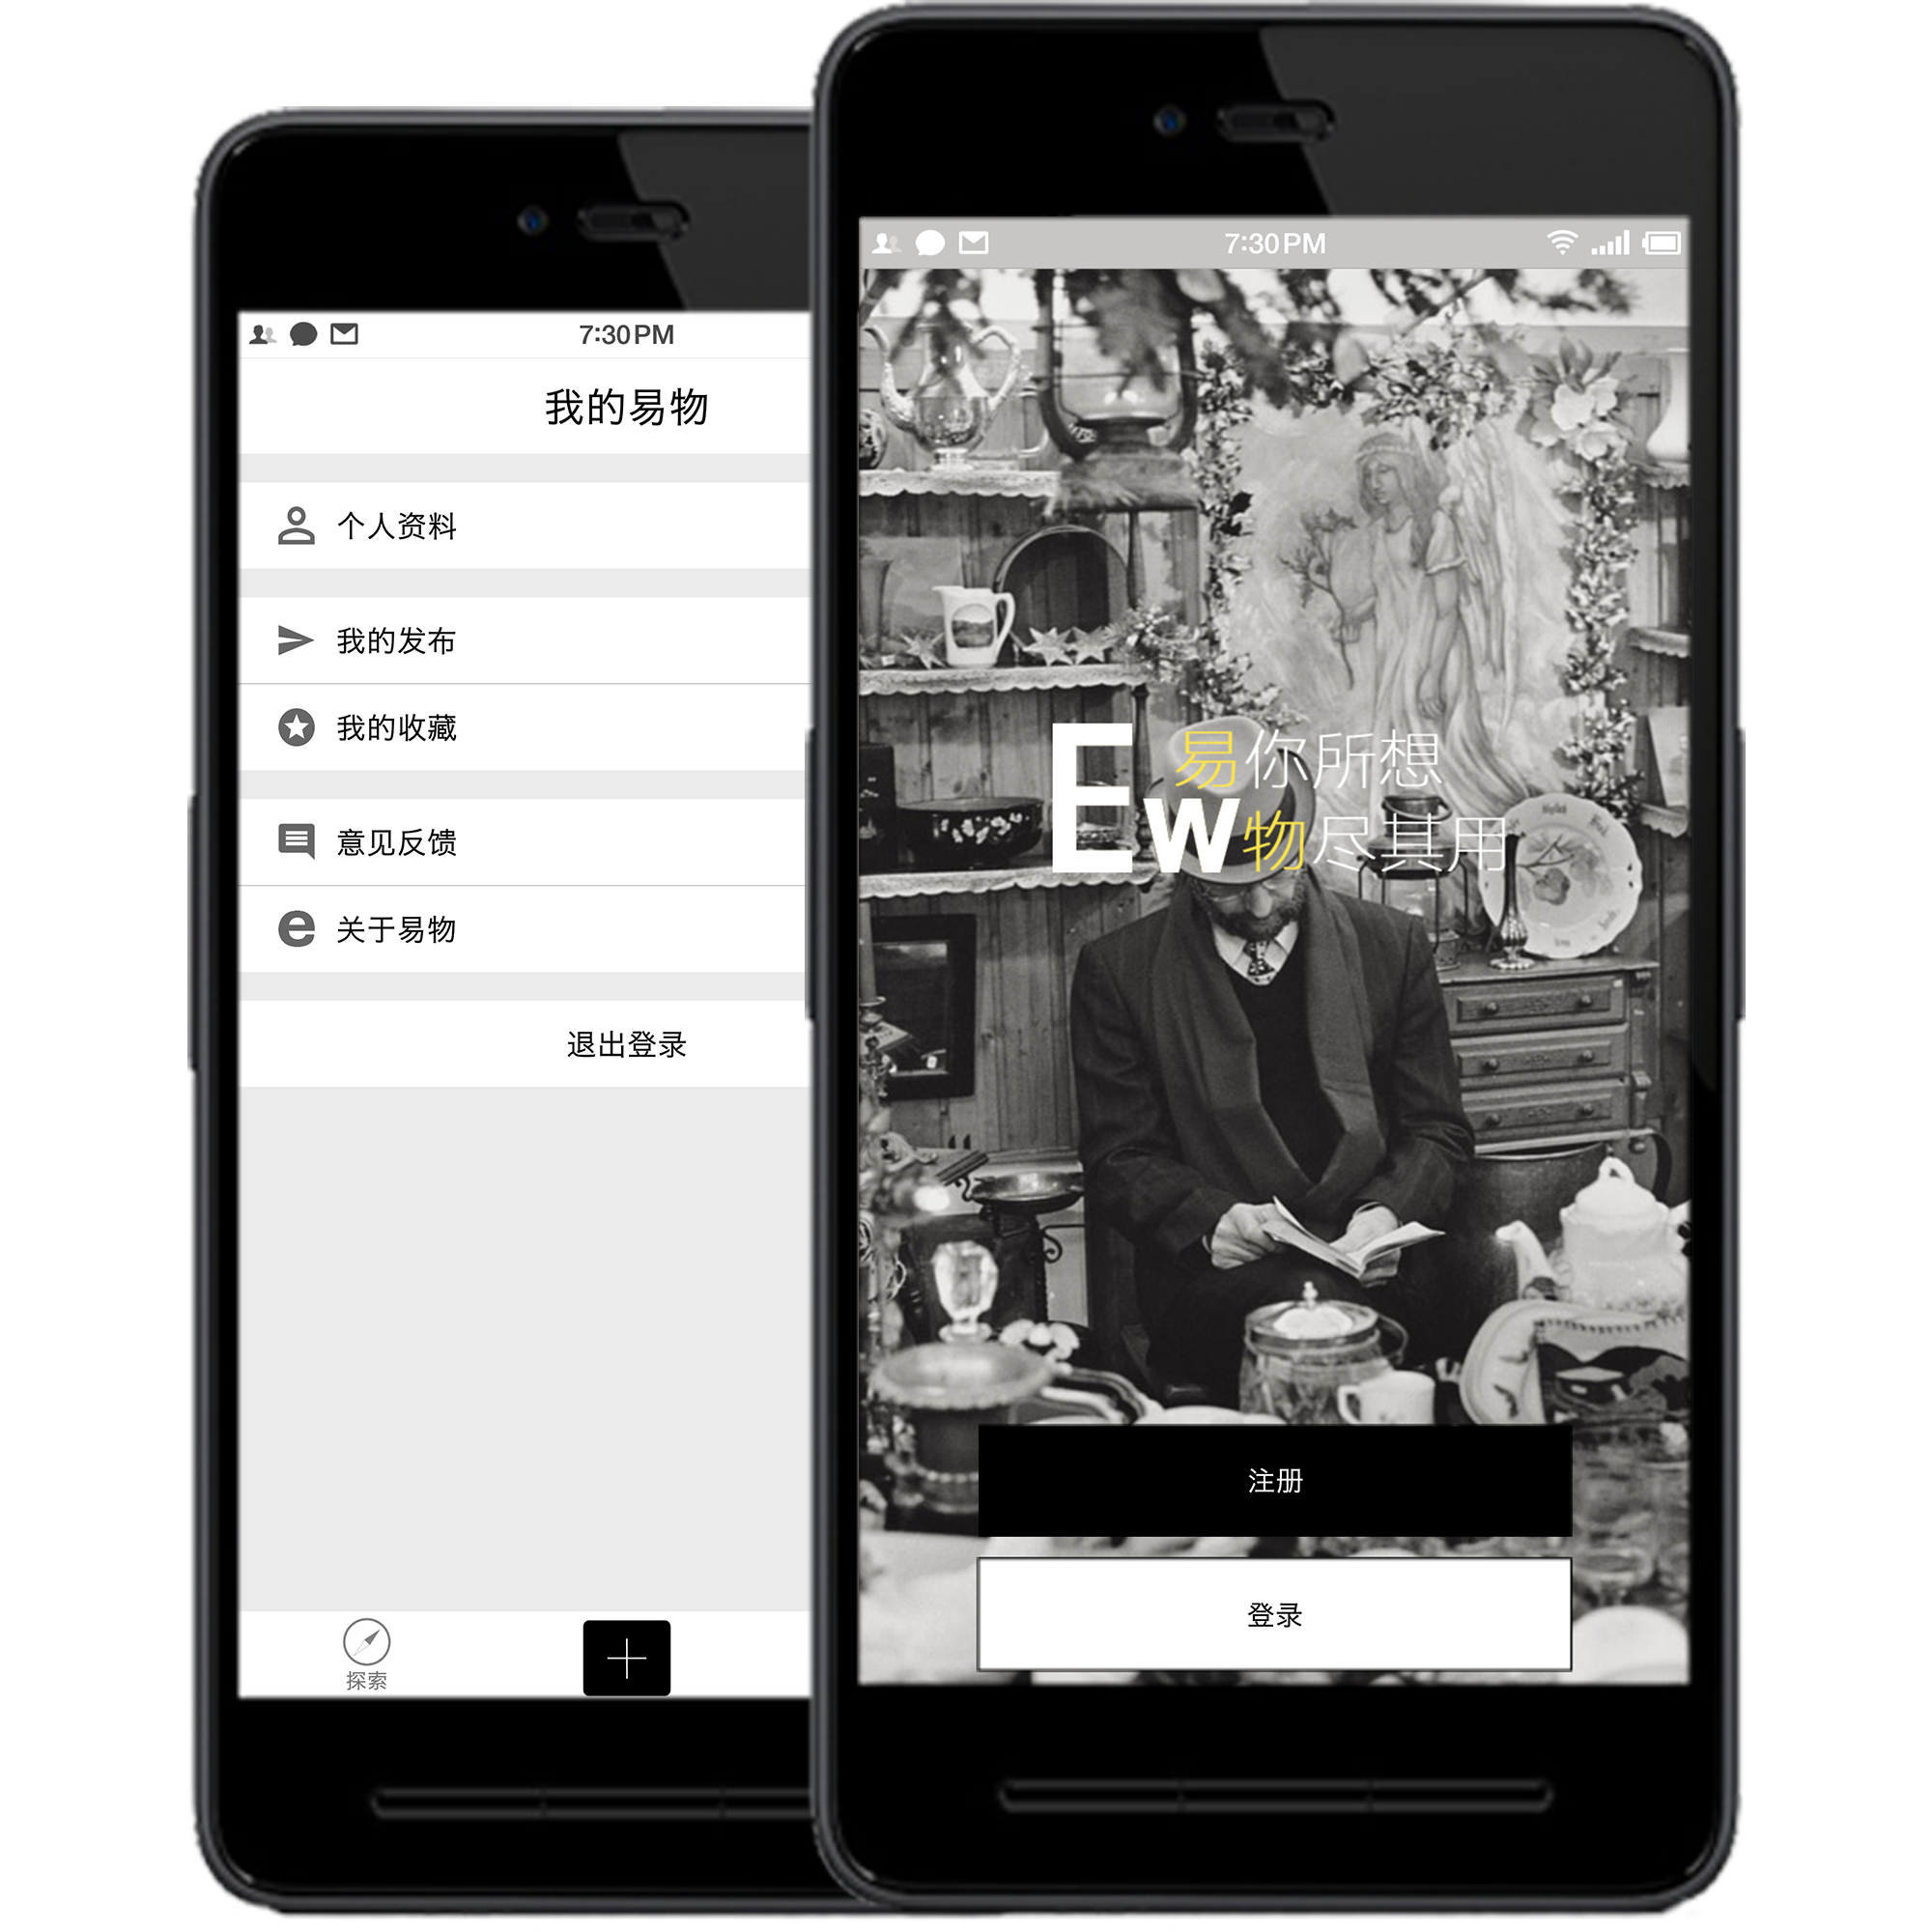 7:30PM
我的易物
个人资料
我的发布
我的收藏
意见反馈
关于易物
退出登录
探索
7:30PM
Ew
易你所想
物尽其用
注册
登录